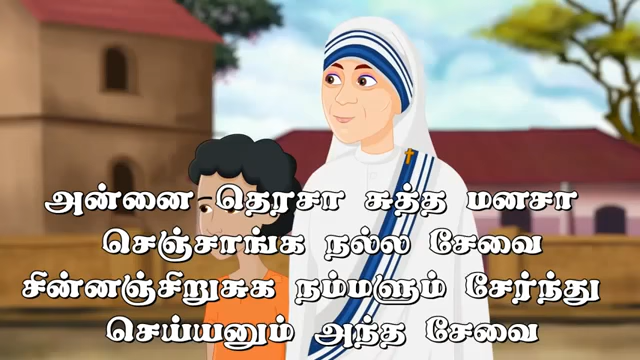 அன்னை தெரசா சுத்த மனசா
செஞ்சாங்க நல்ல சேவை
சின்னஞ்சிறுசுக நம்மளும் சேர்ந்து
செய்யனும் அந்த சேவை